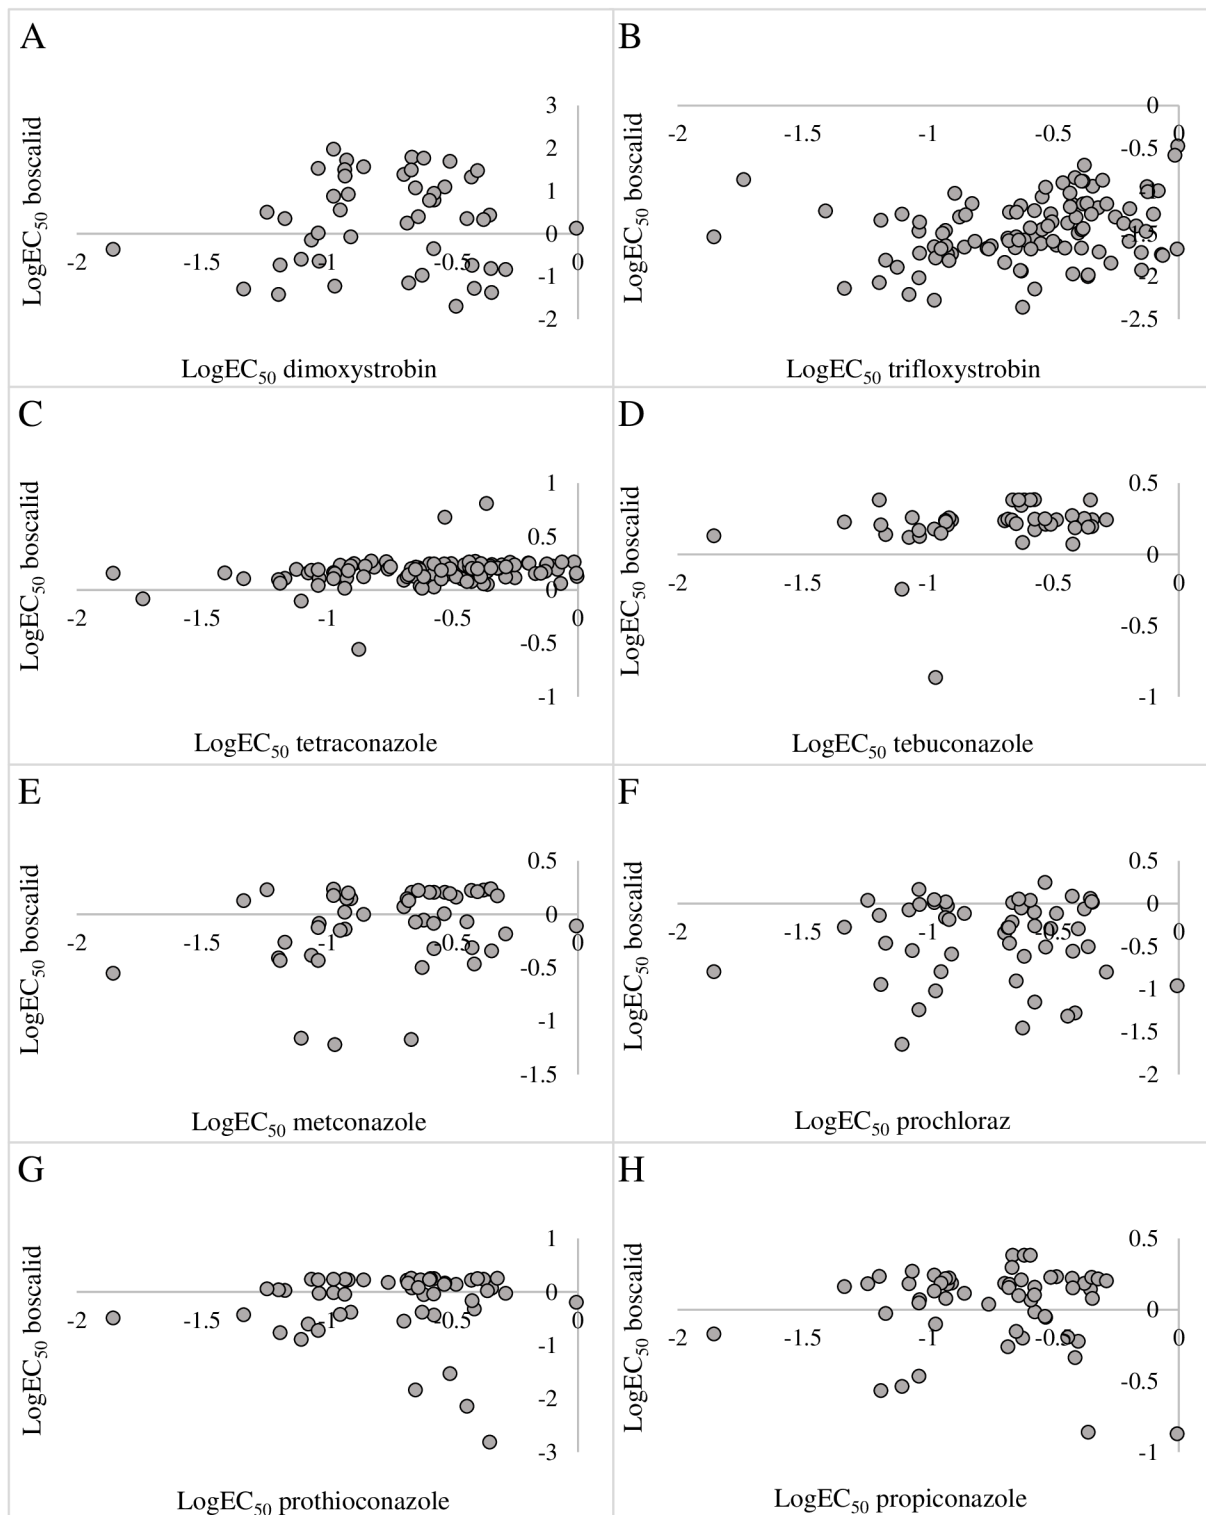 A
LogEC50 boscalid
3
2
1
0
-1
-2
-2 -1.5 -1 -0.5 0
LogEC50 dimoxystrobin
B
LogEC50 boscalid
0
-0.5
-1
-1.5
-2
-2.5
-2 -1.5 -1 -0.5 0
LogEC50 trifloxystrobin
C
LogEC50 boscalid
1
0.5
0
-0.5
-1
-2 -1.5 -1 -0.5 0
LogEC50 tetraconazole
D
LogEC50 boscalid
0.5
0
-0.5
-1
-2 -1.5 -1 -0.5 0
LogEC50 tebuconazole
E
LogEC50 boscalid
0.5
0
-0.5
-1
-1.5
-2 -1.5 -1 -0.5 0
LogEC50 metconazole
F
LogEC50 boscalid
0.5
0
-0.5
-1
-1.5
-2
-2 -1.5 -1 -0.5 0
LogEC50 prochloraz
G
LogEC50 boscalid
1
0
-1
-2
-3
-2 -1.5 -1 -0.5 0
LogEC50 prothioconazole
H
LogEC50 boscalid
0.5
0
-0.5
-1
-2 -1.5 -1 -0.5 0
LogEC50 propiconazole